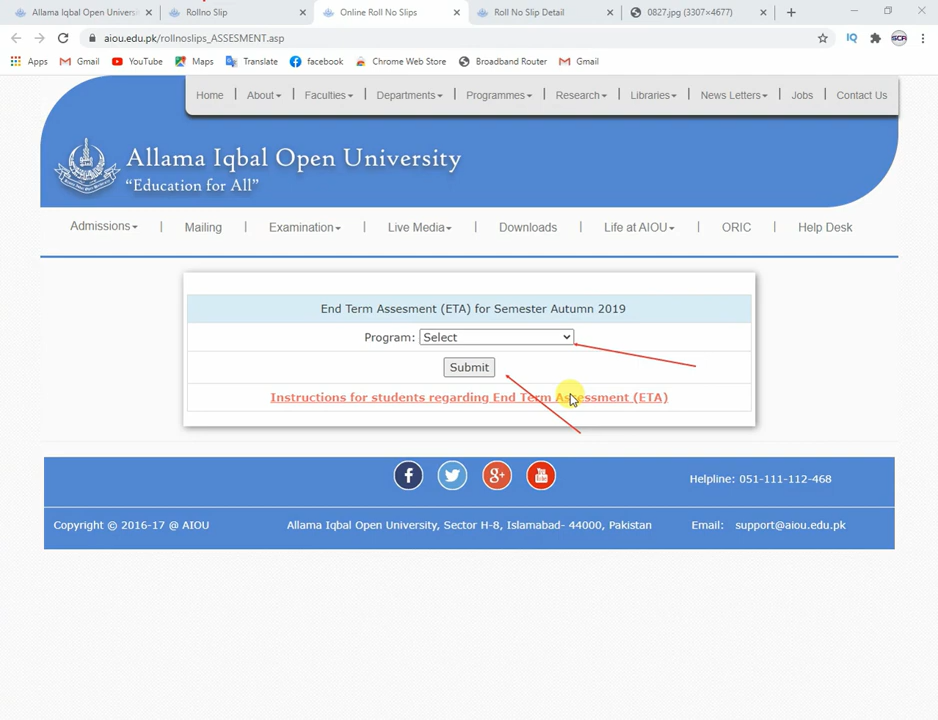 Allama Iqbal Open Univers
Rollno Slip
Online Roll No Slips
Roll No Slip Detail
0827.jpg (3307×4677)
aiou.edu.pk/rollnoslips_ASSESMENT.asp
Apps
Gmail
YouTube
Maps
Translate
facebook
Chrome Web Store
Broadband Router
Gmail
Home | About | Faculties | Departments | Programmes | Research | Libraries | News Letters | Jobs | Contact Us
Allama Iqbal Open University
“Education for All”
Admissions | Mailing | Examination | Live Media | Downloads | Life at AIOU | ORIC | Help Desk
End Term Assesment (ETA) for Semester Autumn 2019
Program: Select
Submit
Instructions for students regarding End Term Assessment (ETA)
Helpline: 051-111-112-468
Copyright © 2016-17 @ AIOU
Allama Iqbal Open University, Sector H-8, Islamabad- 44000, Pakistan
Email: support@aiou.edu.pk